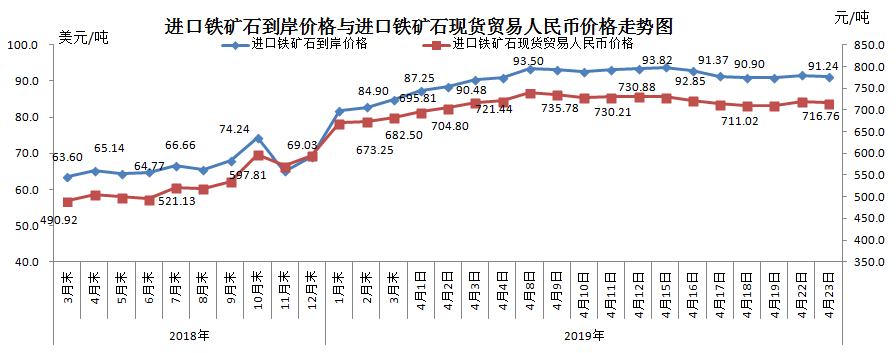 进口铁矿石到岸价格与进口铁矿石现货贸易人民币价格走势图
美元/吨
元/吨
进口铁矿石到岸价格
进口铁矿石现货贸易人民币价格
100.0
90.0
80.0
70.0
60.0
50.0
40.0
850.0
800.0
750.0
700.0
650.0
600.0
550.0
500.0
450.0
400.0
350.0
63.60
65.14
64.77
66.66
74.24
69.03
84.90
87.25
90.48
93.50
93.82
92.85
91.37
90.90
91.24
490.92
521.13
597.81
673.25
682.50
695.81
704.80
721.44
735.78
730.21
730.88
711.02
716.76
3月末
4月末
5月末
6月末
7月末
8月末
9月末
10月末
11月末
12月末
1月末
2月末
3月末
4月1日
4月2日
4月3日
4月4日
4月8日
4月9日
4月10日
4月11日
4月12日
4月15日
4月16日
4月17日
4月18日
4月19日
4月22日
4月23日
2018年
2019年